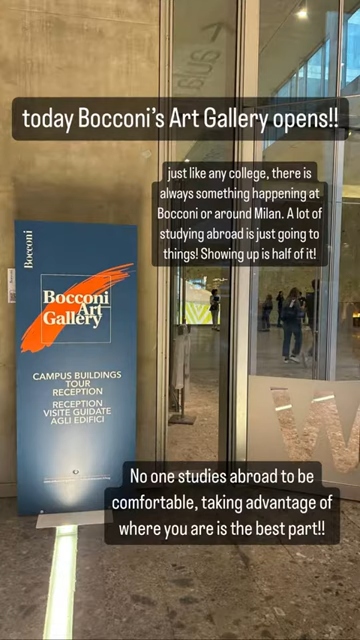 aula
today Bocconi's Art Gallery opens!!
just like any college, there is
always something happening at
Bocconi or around Milan. A lot of
studying abroad is just going to
things! Showing up is half of it!
Bocconi
Bocconi
Art
Gallery
CAMPUS BUILDINGS
TOUR
RECEPTION
RECEPTION
VISITE GUIDATE
AGLI EDIFICI
W
No one studies abroad to be
comfortable, taking advantage of
where you are is the best part!!